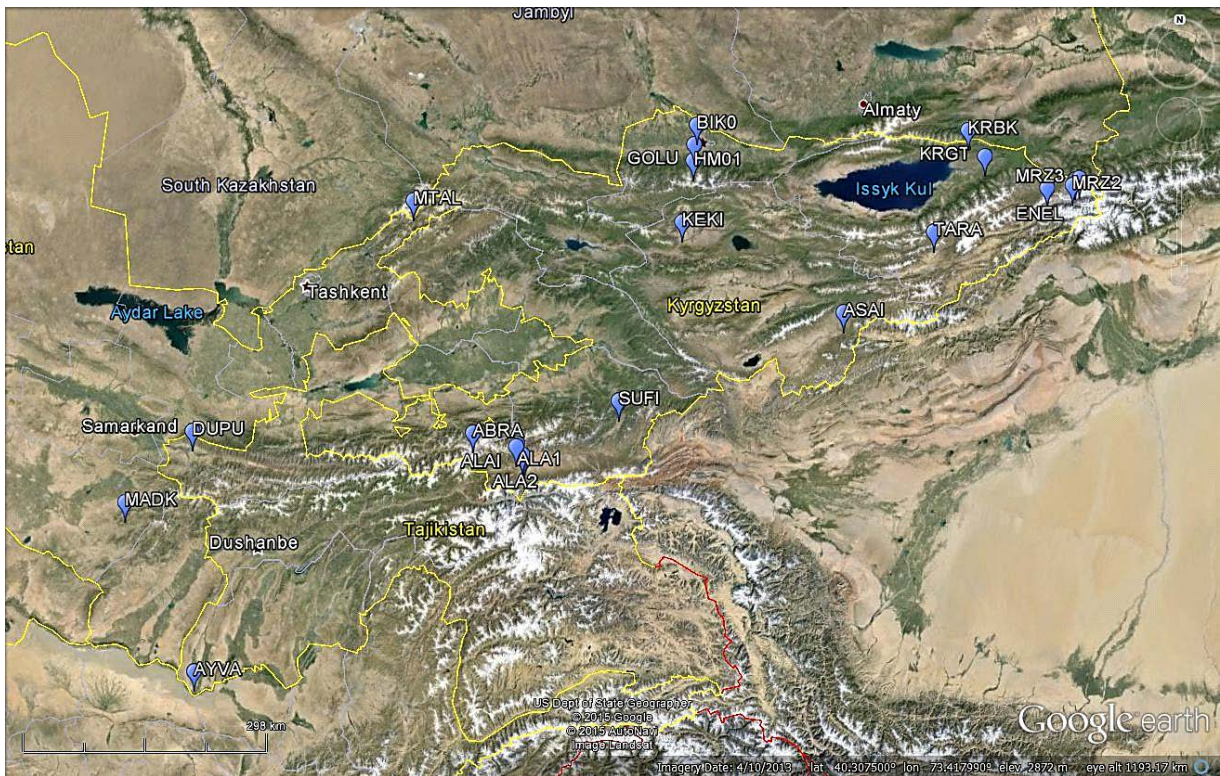 Jambyl
Almaty
BIK0
KRBK
GOLU
HM01
KRGT
South Kazakhstan
Issyk Kul
MRZ3
MRZ2
MTAL
ENEL
KEKI
TARA
stan
Tashkent
Kyrgyzstan
Aydar Lake
ASAI
SUFI
Samarkand
DUPU
ABRA
ALAI
ALA1
ALA2
MADK
Tajikistan
Dushanbe
AYVA
US Dept of State Geographer
© 2015 Google
© 2015 AutoNavi
Image Landsat
298 km
Google earth
N
Imagery Date: 4/10/2013 lat 40.307500° lon 73.417990° elev 2872 m eye alt 1193.17 km